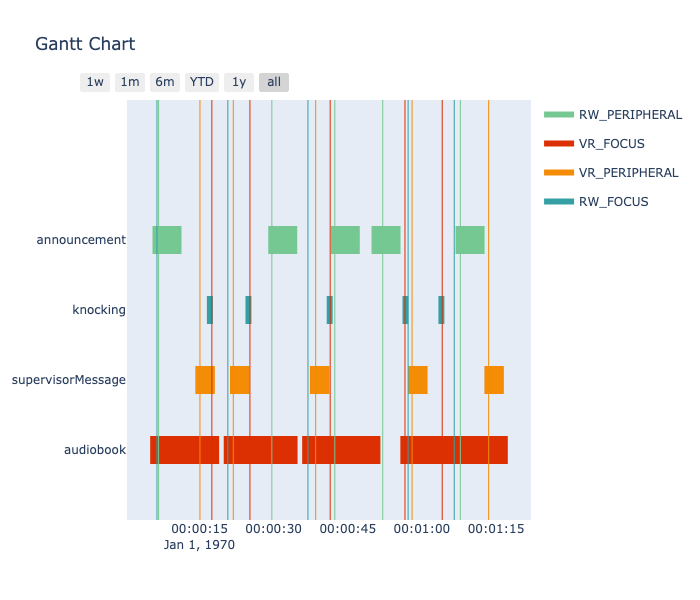 Gantt Chart
1w 1m 6m YTD 1y all
RW_PERIPHERAL
VR_FOCUS
VR_PERIPHERAL
RW_FOCUS
announcement
knocking
supervisorMessage
audiobook
00:00:15 00:00:30 00:00:45 00:01:00 00:01:15
Jan 1, 1970